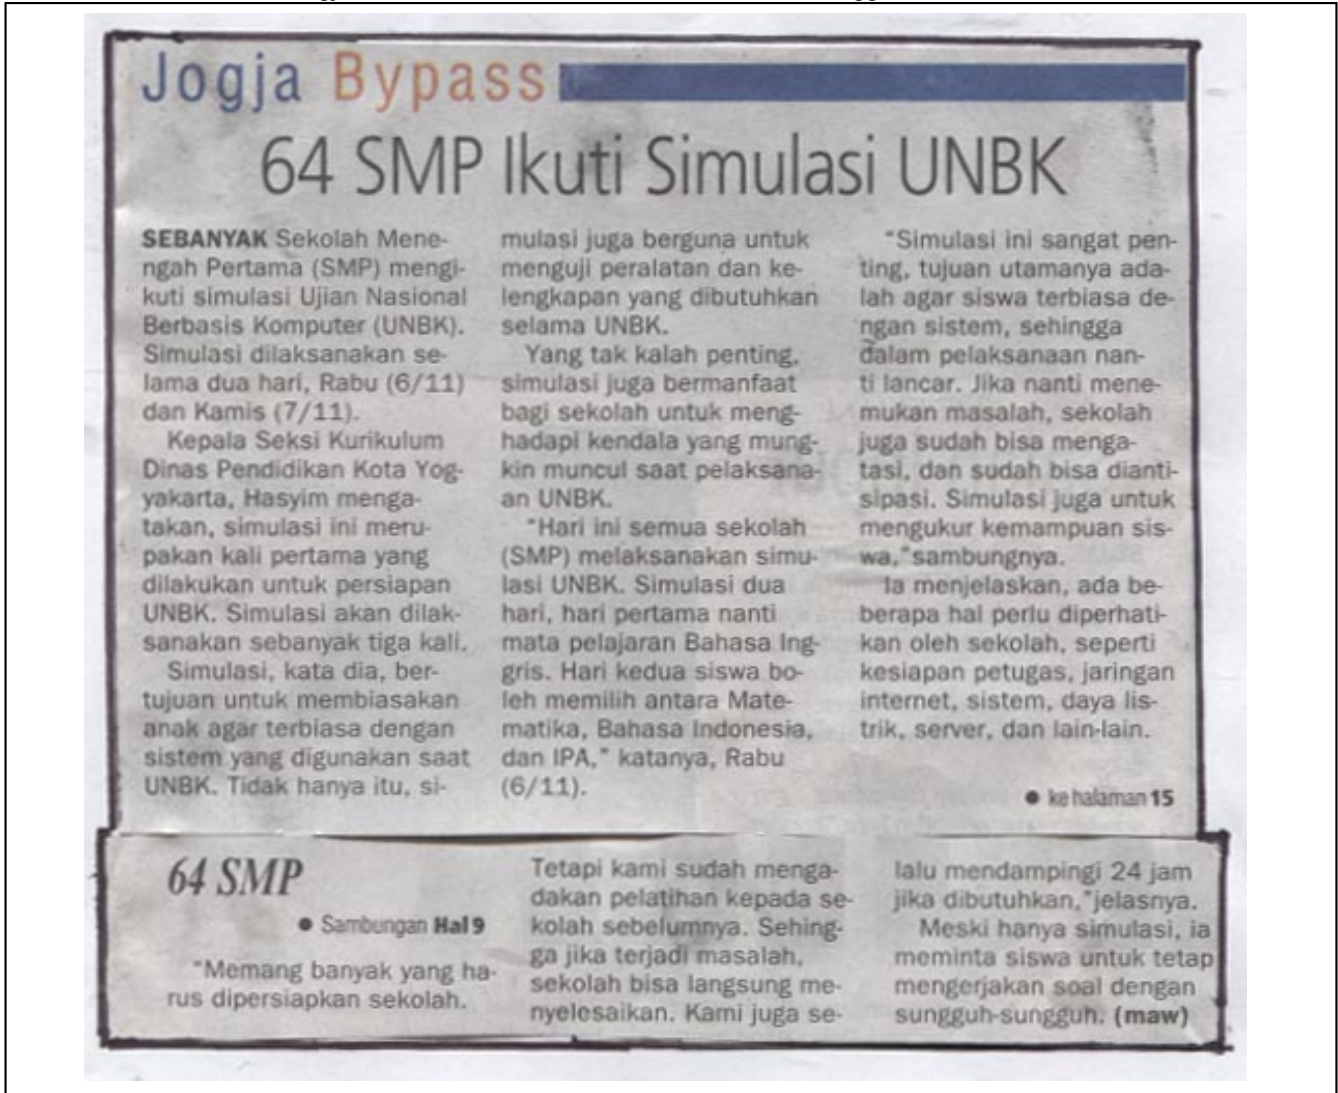 Jogja Bypass
64 SMP Ikuti Simulasi UNBK
SEBANYAK Sekolah Mene-
ngah Pertama (SMP) mengi-
kuti simulasi Ujian Nasional
Berbasis Komputer (UNBK).
Simulasi dilaksanakan se-
lama dua hari, Rabu (6/11)
dan Kamis (7/11).
Kepala Seksi Kurikulum
Dinas Pendidikan Kota Yog-
yakarta, Hasyim menga-
takan, simulasi ini meru-
pakan kali pertama yang
dilakukan untuk persiapan
UNBK. Simulasi akan dilak-
sanakan sebanyak tiga kali.
Simulasi, kata dia, ber-
tujuan untuk membiasakan
anak agar terbiasa dengan
sistem yang digunakan saat
UNBK. Tidak hanya itu, si-
mulasi juga berguna untuk
menguji peralatan dan ke-
lengkapan yang dibutuhkan
selama UNBK.
Yang tak kalah penting,
simulasi juga bermanfaat
bagi sekolah untuk meng-
hadapi kendala yang mung-
kin muncul saat pelaksana-
an UNBK.
"Hari ini semua sekolah
(SMP) melaksanakan simu-
lasi UNBK. Simulasi dua
hari, hari pertama nanti
mata pelajaran Bahasa Ing-
gris. Hari kedua siswa bo-
leh memilih antara Mate-
matika, Bahasa Indonesia,
dan IPA," katanya, Rabu
(6/11).
"Simulasi ini sangat pen-
ting, tujuan utamanya ada-
lah agar siswa terbiasa de-
ngan sistem, sehingga
dalam pelaksanaan nan-
ti lancar. Jika nanti mene-
mukan masalah, sekolah
juga sudah bisa menga-
tasi, dan sudah bisa dianti-
sipasi. Simulasi juga untuk
mengukur kemampuan sis-
wa,"sambungnya.
Ia menjelaskan, ada be-
berapa hal perlu diperhati-
kan oleh sekolah, seperti
kesiapan petugas, jaringan
internet, sistem, daya lis-
trik, server, dan lain-lain.
● ke halaman 15
64 SMP
● Sambungan Hal 9
"Memang banyak yang ha-
rus dipersiapkan sekolah.
Tetapi kami sudah menga-
dakan pelatihan kepada se-
kolah sebelumnya. Sehing-
ga jika terjadi masalah,
sekolah bisa langsung me-
nyelesaikan. Kami juga se-
lalu mendampingi 24 jam
jika dibutuhkan,"jelasnya.
Meski hanya simulasi, ia
meminta siswa untuk tetap
mengerjakan soal dengan
sungguh-sungguh. (maw)